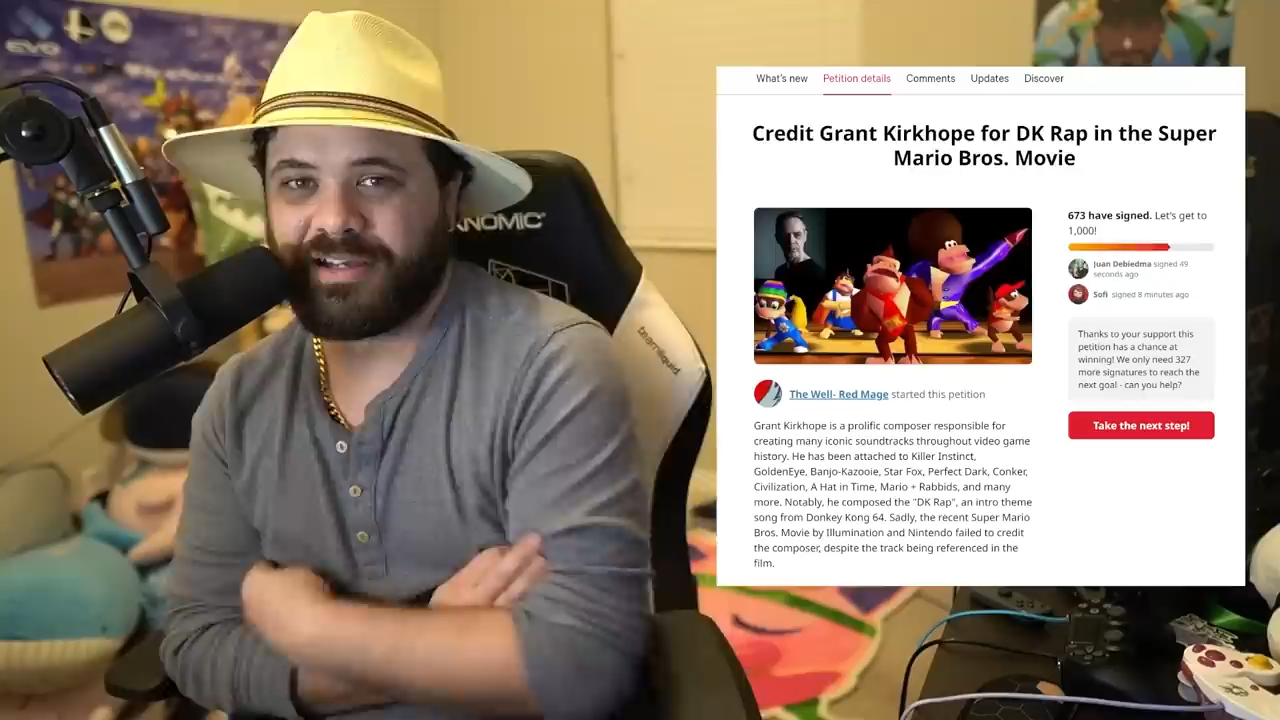 EVO
ANOMIC
teamliquid
What's new
Petition details
Comments
Updates
Discover
Credit Grant Kirkhope for DK Rap in the Super
Mario Bros. Movie
673 have signed. Let's get to
1,000!
Juan Debiedma signed 49
seconds ago
Sofi signed 8 minutes ago
Thanks to your support this
petition has a chance at
winning! We only need 327
more signatures to reach the
next goal - can you help?
Take the next step!
The Well- Red Mage started this petition
Grant Kirkhope is a prolific composer responsible for
creating many iconic soundtracks throughout video game
history. He has been attached to Killer Instinct,
GoldenEye, Banjo-Kazooie, Star Fox, Perfect Dark, Conker,
Civilization, A Hat in Time, Mario + Rabbids, and many
more. Notably, he composed the "DK Rap", an intro theme
song from Donkey Kong 64. Sadly, the recent Super Mario
Bros. Movie by Illumination and Nintendo failed to credit
the composer, despite the track being referenced in the
film.